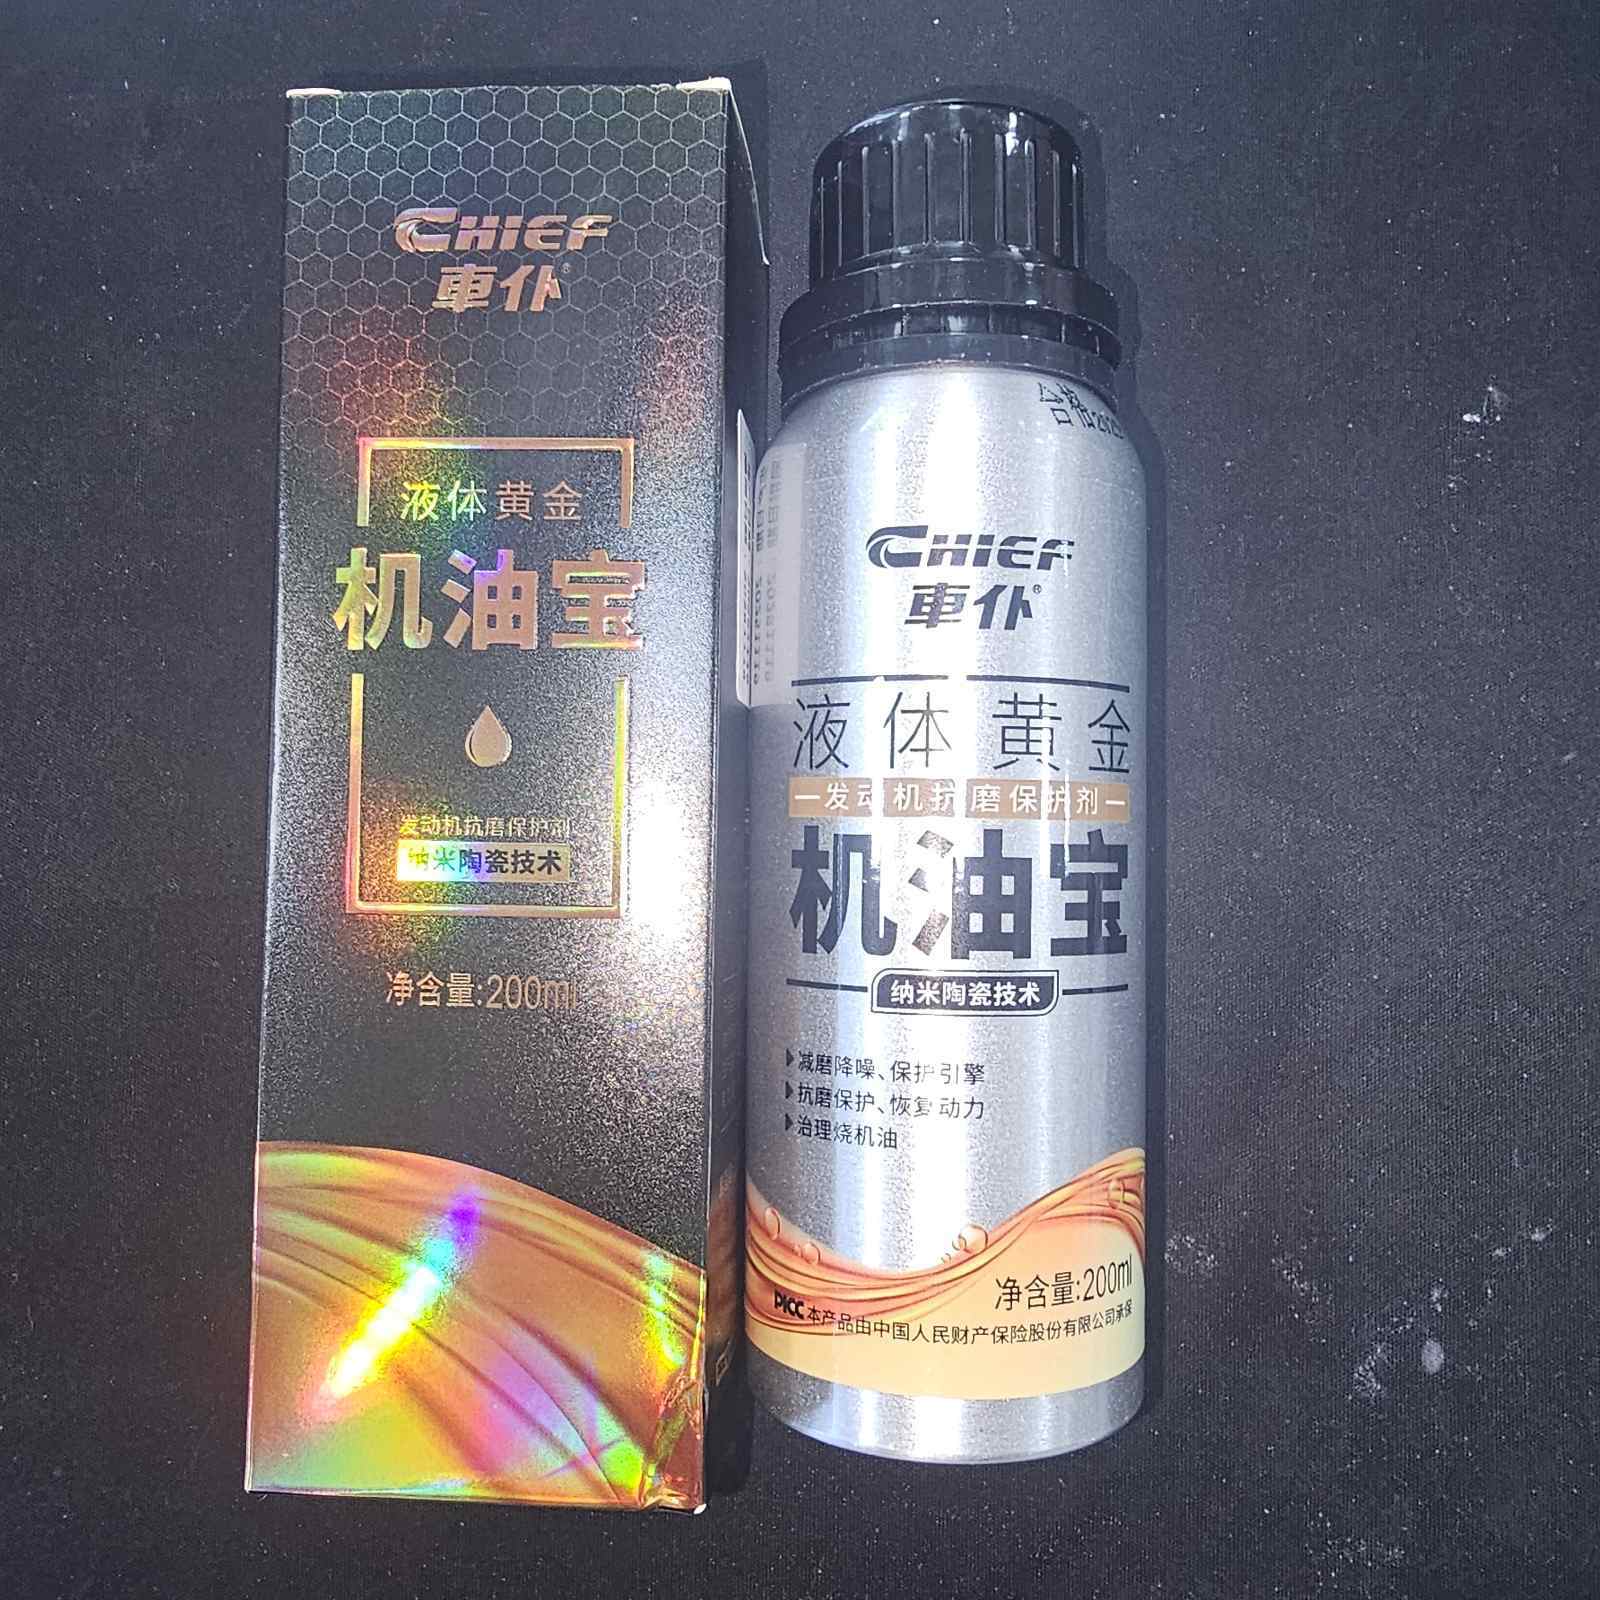 CHIEF
車仆®
液体黄金
机油宝
发动机抗磨保护剂
纳米陶瓷技术
净含量:200ml
合格202
CHIEF
車仆®
液体黄金
发动机抗磨保护剂
机油宝
纳米陶瓷技术
减磨降噪、保护引擎
抗磨保护、恢复动力
治理烧机油
净含量:200ml
PICC 本产品由中国人民财产保险股份有限公司承保